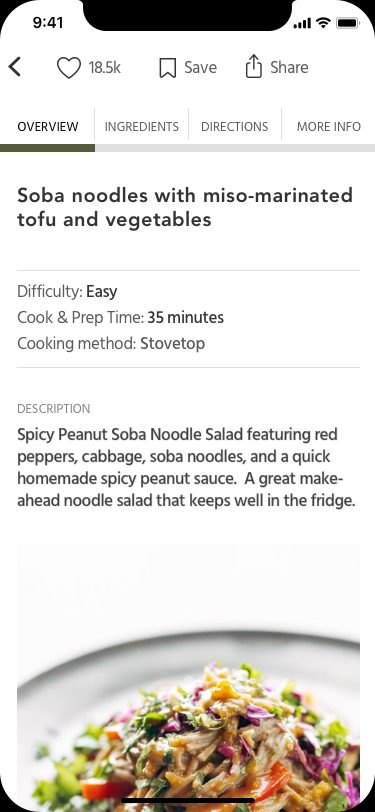 9:41
18.5k Save Share
OVERVIEW INGREDIENTS DIRECTIONS MORE INFO
Soba noodles with miso-marinated
tofu and vegetables
Difficulty: Easy
Cook & Prep Time: 35 minutes
Cooking method: Stovetop
DESCRIPTION
Spicy Peanut Soba Noodle Salad featuring red
peppers, cabbage, soba noodles, and a quick
homemade spicy peanut sauce.  A great make-
ahead noodle salad that keeps well in the fridge.